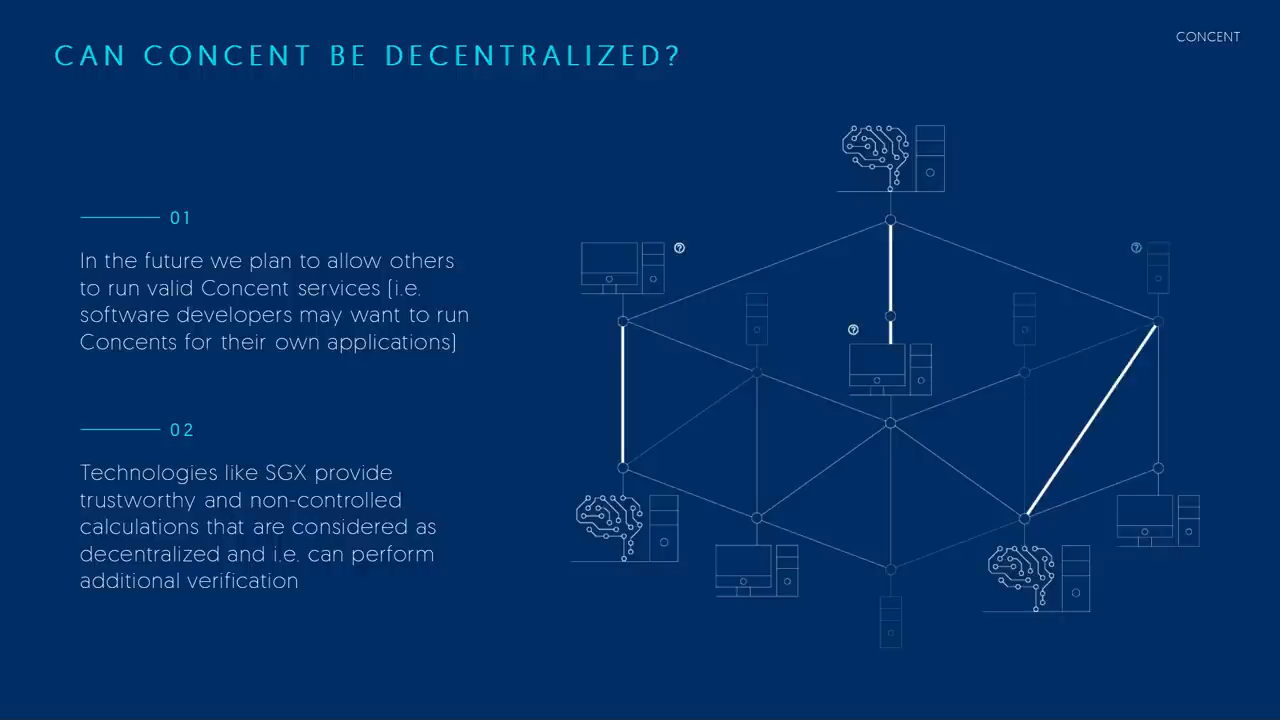 CAN CONCENT BE DECENTRALIZED?
CONCENT
01
In the future we plan to allow others
to run valid Concent services (i.e.
software developers may want to run
Concents for their own applications)
02
Technologies like SGX provide
trustworthy and non-controlled
calculations that are considered as
decentralized and i.e. can perform
additional verification
?
?
?